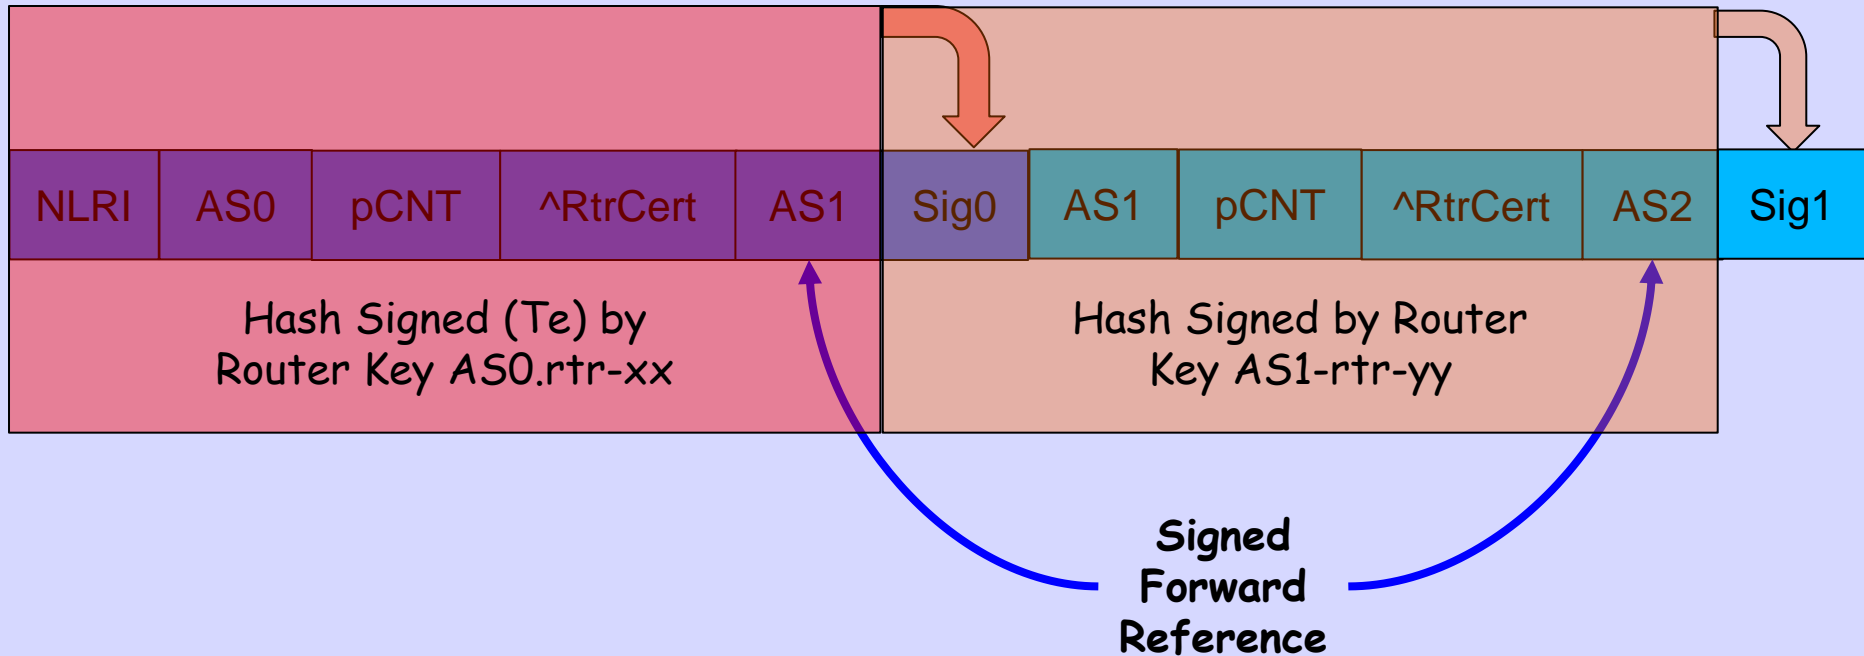 NLRI AS0 pCNT ^RtrCert AS1 Sig0 AS1 pCNT ^RtrCert AS2 Sig1
Hash Signed (Te) by
Router Key AS0.rtr-xx
Hash Signed by Router
Key AS1-rtr-yy
Signed
Forward
Reference